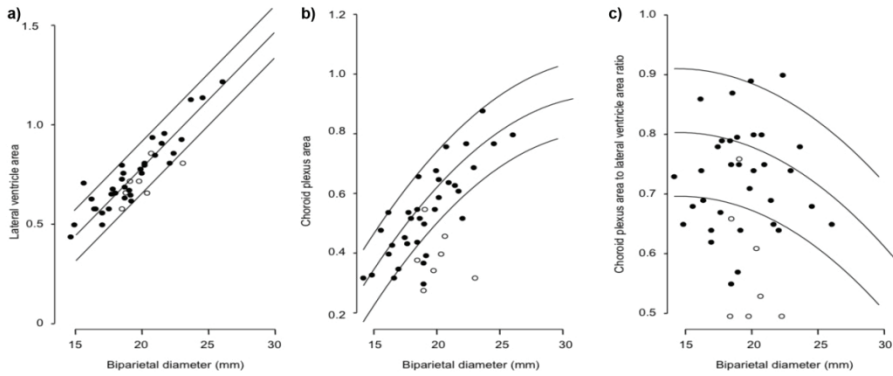 a)
Lateral ventricle area
1.5
1.0
0.5
0
15 20 25 30
Biparietal diameter (mm)
b)
Choroid plexus area
1.2
1.0
0.8
0.6
0.4
0.2
15 20 25 30
Biparietal diameter (mm)
c)
Choroid plexus area to lateral ventricle area ratio
1.0
0.9
0.8
0.7
0.6
0.5
15 20 25 30
Biparietal diameter (mm)